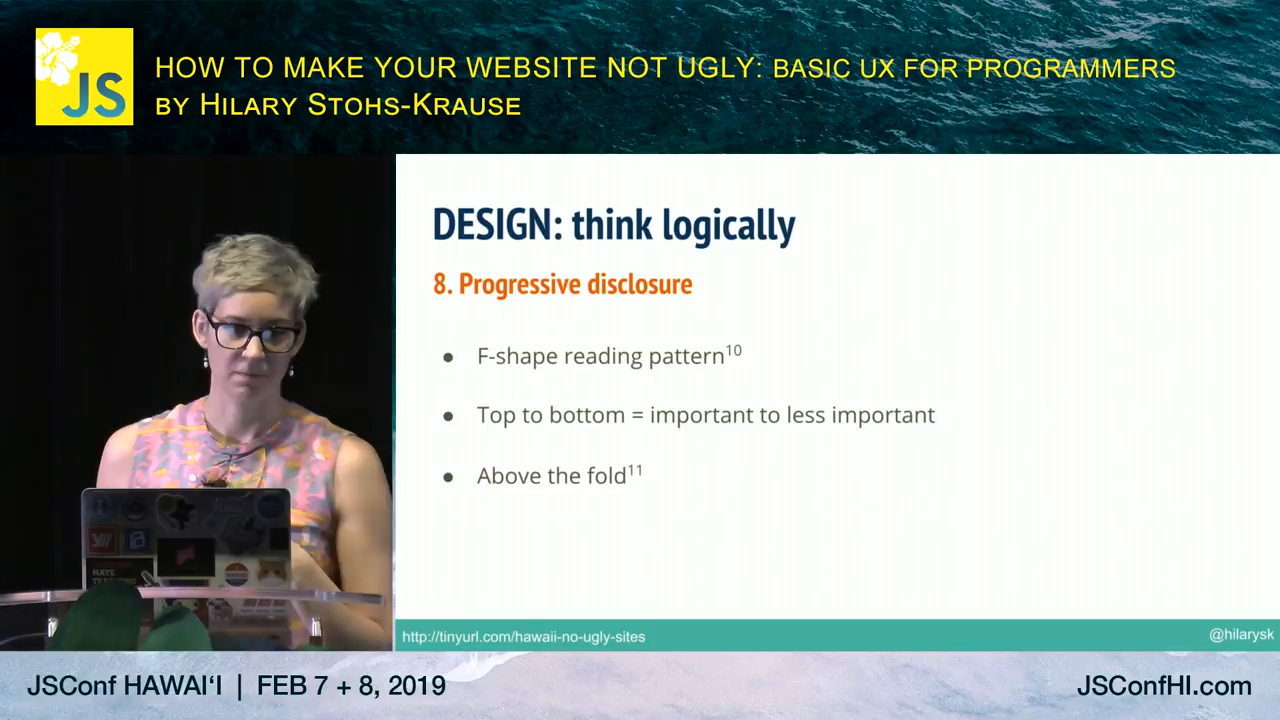 JS
HOW TO MAKE YOUR WEBSITE NOT UGLY: BASIC UX FOR PROGRAMMERS
BY HILARY STOHS-KRAUSE
DESIGN: think logically
8. Progressive disclosure
● F-shape reading pattern¹⁰
● Top to bottom = important to less important
● Above the fold¹¹
HATE
http://tinyurl.com/hawaii-no-ugly-sites
@hilarysk
JSConf HAWAI‘I | FEB 7 + 8, 2019
JSConfHI.com